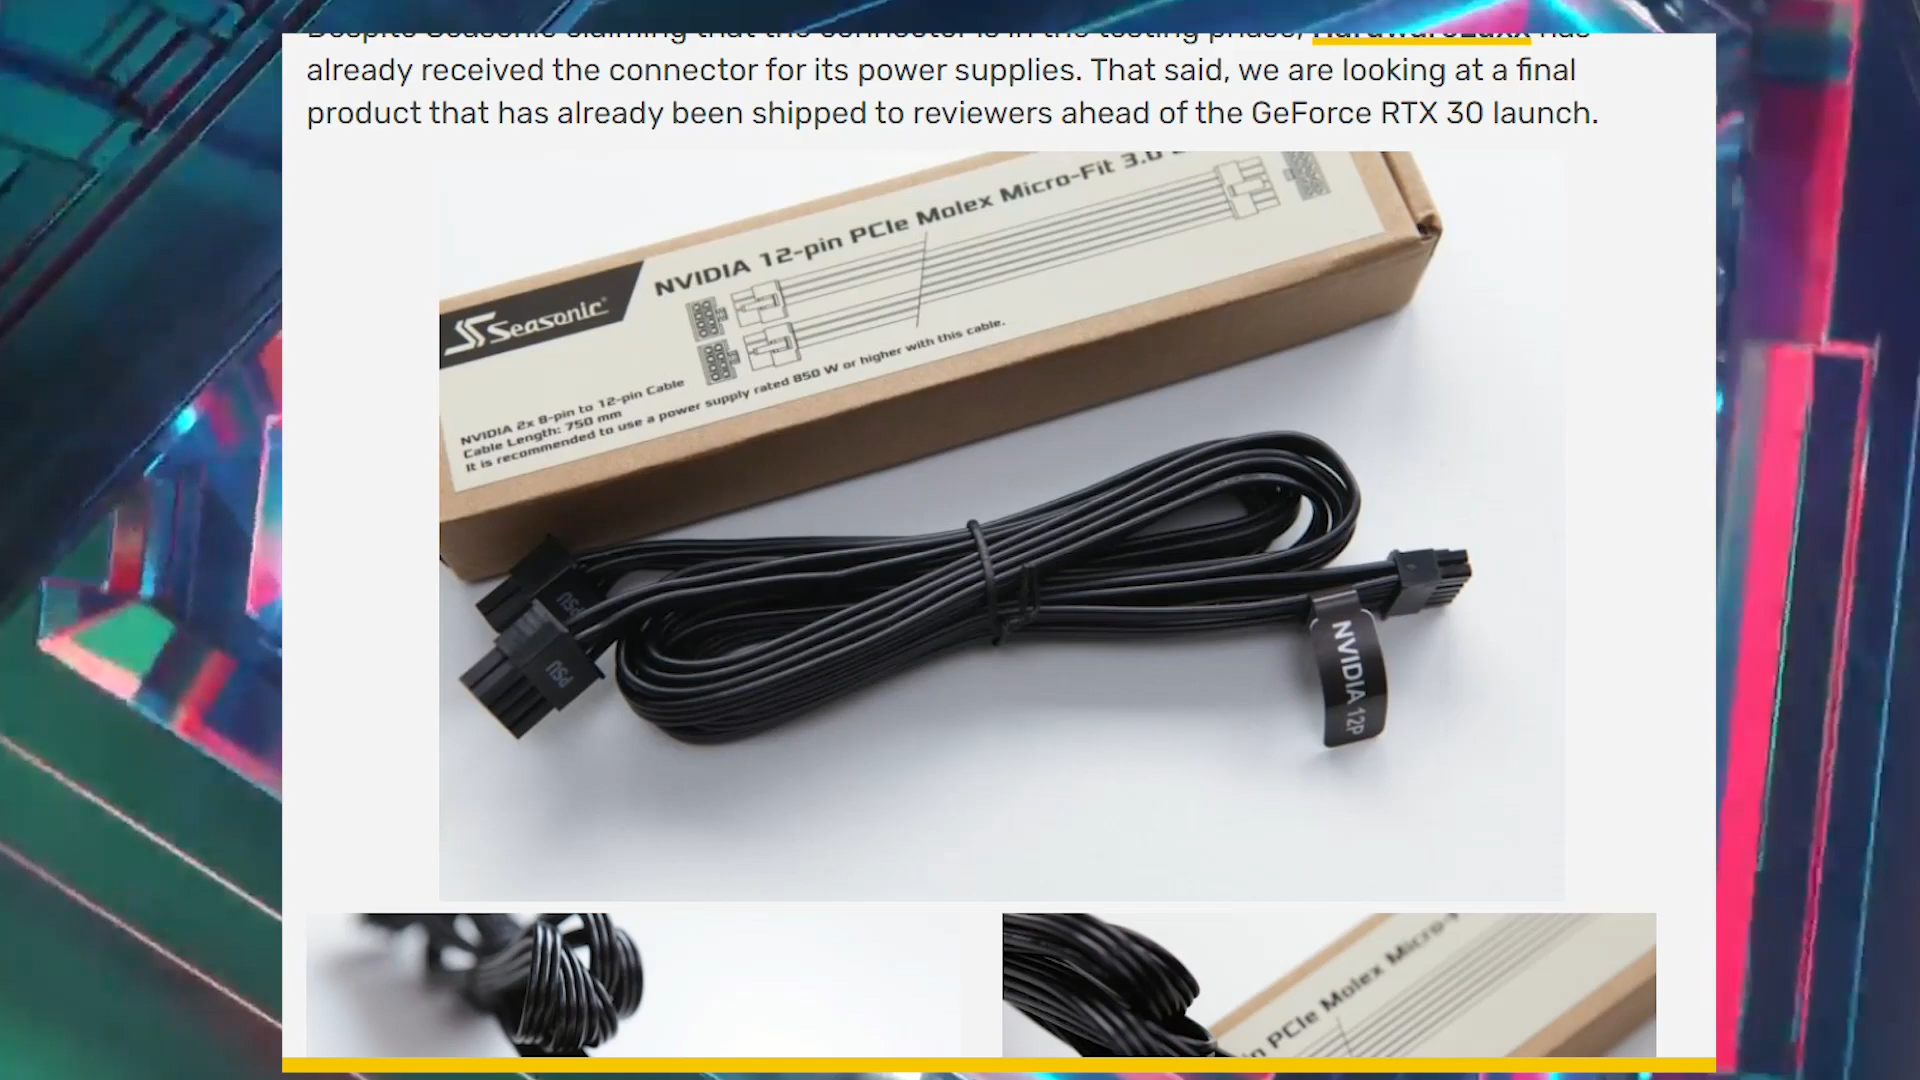 already received the connector for its power supplies. That said, we are looking at a final
product that has already been shipped to reviewers ahead of the GeForce RTX 30 launch.
NVIDIA 12-pin PCIe Molex Micro-Fit 3.0
Seasonic
NVIDIA 2x 8-pin to 12-pin Cable
Cable Length: 750 mm
It is recommended to use a power supply rated 850 W or higher with this cable.
PSU
PSU
NVIDIA 12P
PCIe Molex